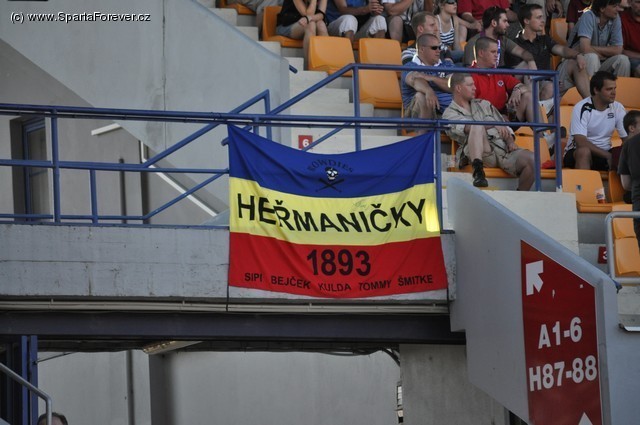 (c) www.SpartaForever.cz
6
HEŘMANIČKY
1893
SIPI BEJČEK KULDA TOMMY ŠMITKE
A1-6
H87-88